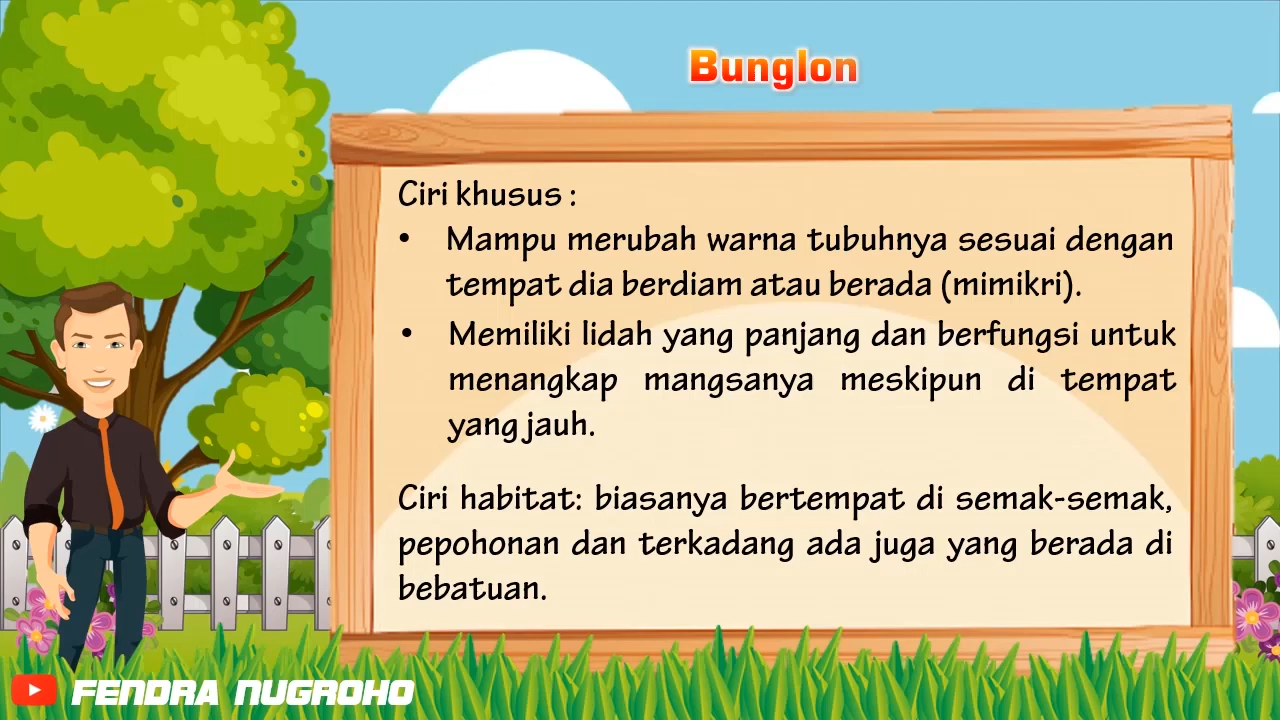 Bunglon
Ciri khusus :
• Mampu merubah warna tubuhnya sesuai dengan
tempat dia berdiam atau berada (mimikri).
• Memiliki lidah yang panjang dan berfungsi untuk
menangkap mangsanya meskipun di tempat
yang jauh.
Ciri habitat: biasanya bertempat di semak-semak,
pepohonan dan terkadang ada juga yang berada di
bebatuan.
FENDRA NUGROHO